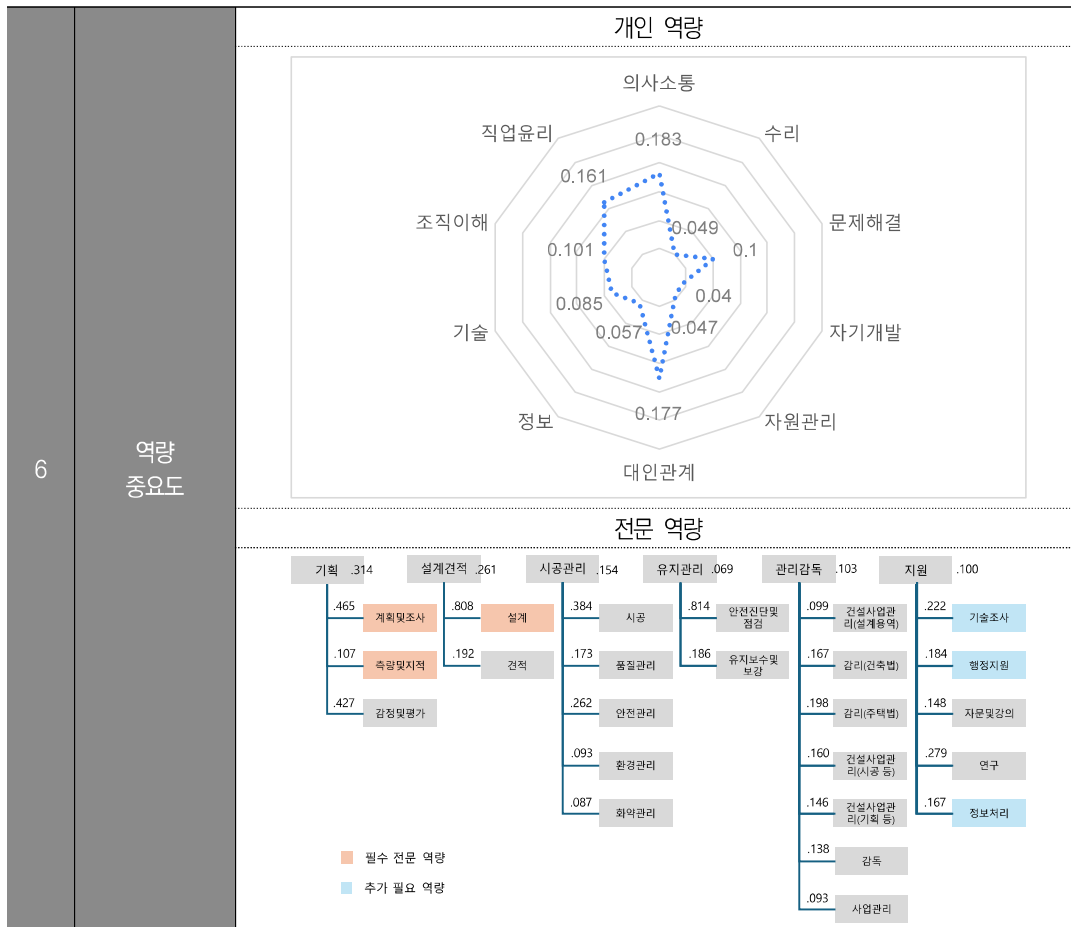 6
역량
중요도
개인 역량
의사소통
수리
문제해결
자기개발
자원관리
대인관계
정보
기술
조직이해
직업윤리
0.183
0.049
0.1
0.04
0.047
0.177
0.057
0.085
0.101
0.161
전문 역량
기획 .314
.465 계획및조사
.107 측량및지적
.427 감정및평가
설계견적 .261
.808 설계
.192 견적
시공관리 .154
.384 시공
.173 품질관리
.262 안전관리
.093 환경관리
.087 화약관리
유지관리 .069
.814 안전진단및
점검
.186 유지보수및
보강
관리감독 .103
.099 건설사업관
리(설계용역)
.167 감리(건축법)
.198 감리(주택법)
.160 건설사업관
리(시공 등)
.146 건설사업관
리(기획 등)
.138 감독
.093 사업관리
지원 .100
.222 기술조사
.184 행정지원
.148 자문및강의
.279 연구
.167 정보처리
필수 전문 역량
추가 필요 역량